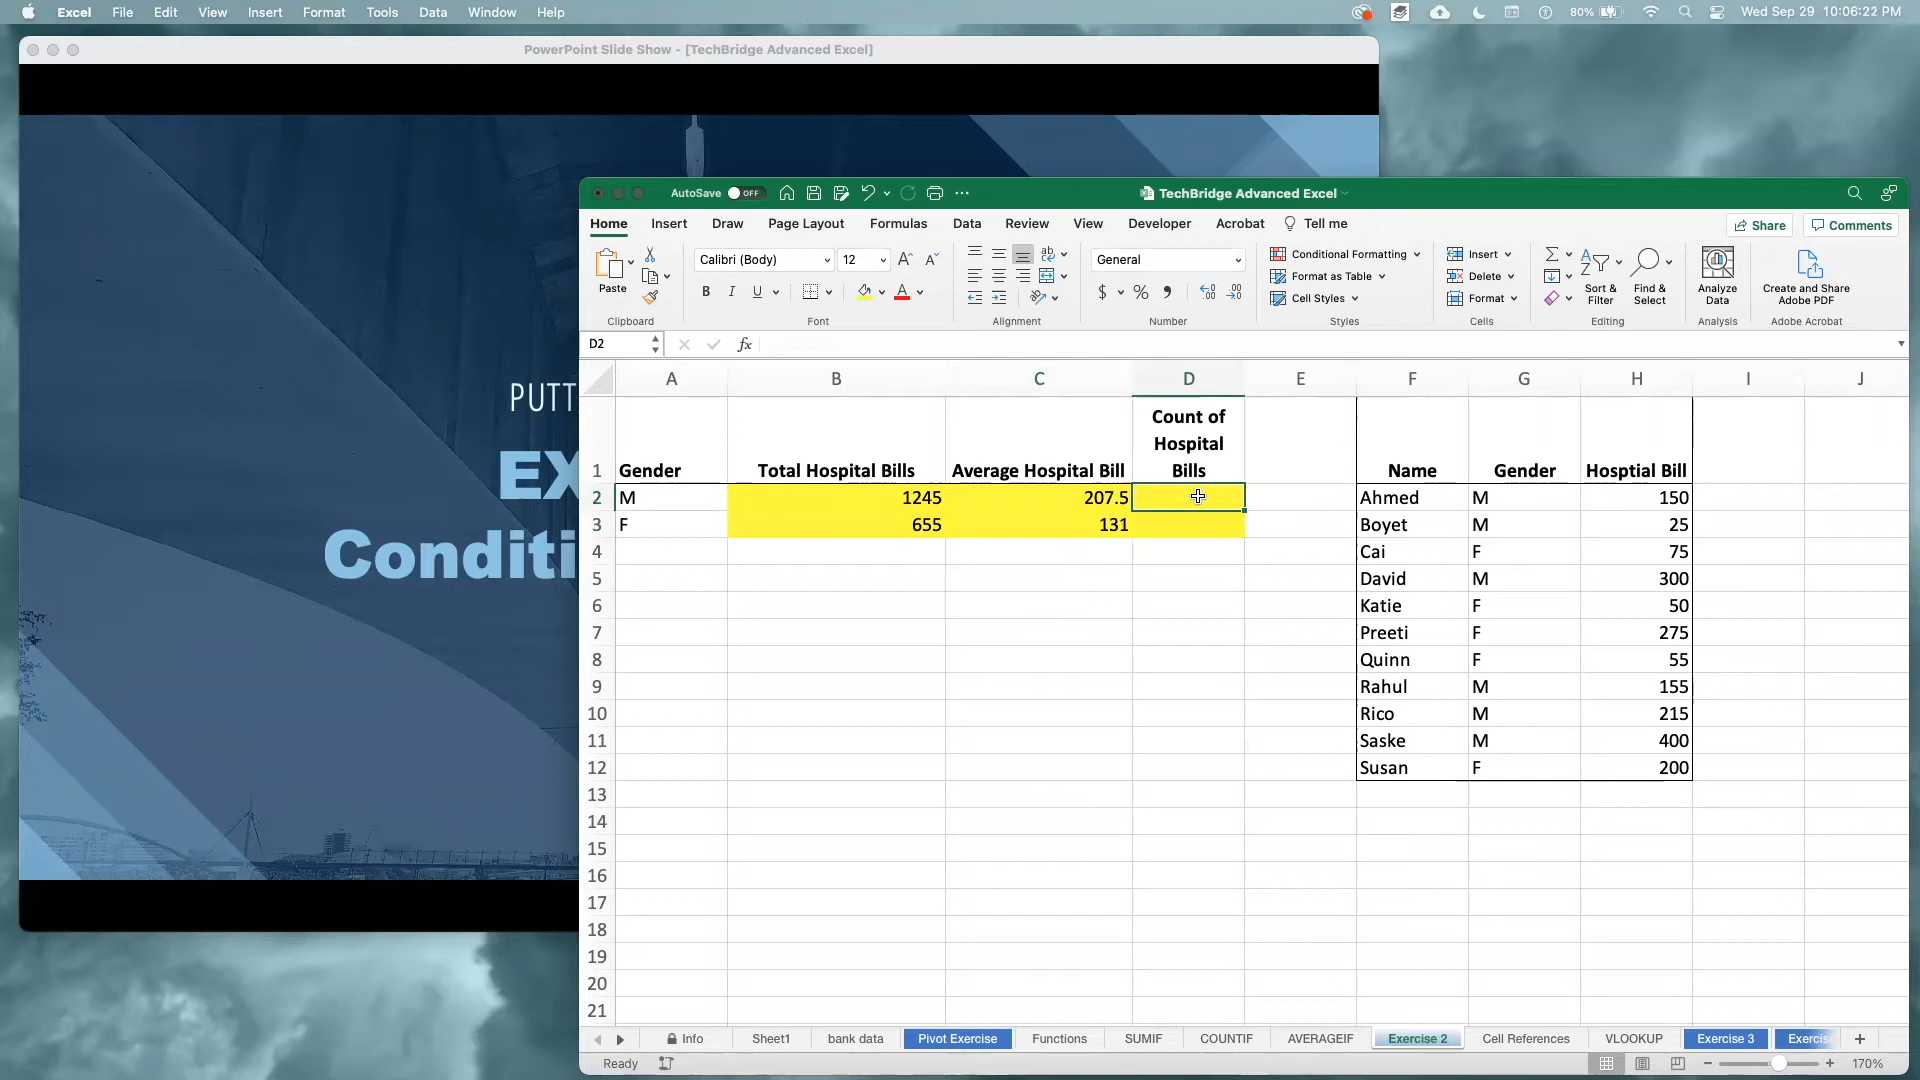 Excel File Edit View Insert Format Tools Data Window Help 80% Wed Sep 29 10:06:22 PM
PowerPoint Slide Show - [TechBridge Advanced Excel]
PUTT
EX
Conditi
AutoSave OFF TechBridge Advanced Excel
Home Insert Draw Page Layout Formulas Data Review View Developer Acrobat Tell me Share Comments
Paste Calibri (Body) 12 General Conditional Formatting Format as Table Cell Styles Insert Delete Format Sort & Filter Find & Select Analyze Data Create and Share Adobe PDF
Clipboard Font Alignment Number Styles Cells Editing Analysis Adobe Acrobat
D2 fx
A B C D E F G H I J
1 Gender Total Hospital Bills Average Hospital Bill Count of Hospital Bills Name Gender Hosptial Bill
2 M 1245 207.5 Ahmed M 150
3 F 655 131 Boyet M 25
4 Cai F 75
5 David M 300
6 Katie F 50
7 Preeti F 275
8 Quinn F 55
9 Rahul M 155
10 Rico M 215
11 Saske M 400
12 Susan F 200
13
14
15
16
17
18
19
20
21
Info Sheet1 bank data Pivot Exercise Functions SUMIF COUNTIF AVERAGEIF Exercise 2 Cell References VLOOKUP Exercise 3 Exercise +
Ready 170%